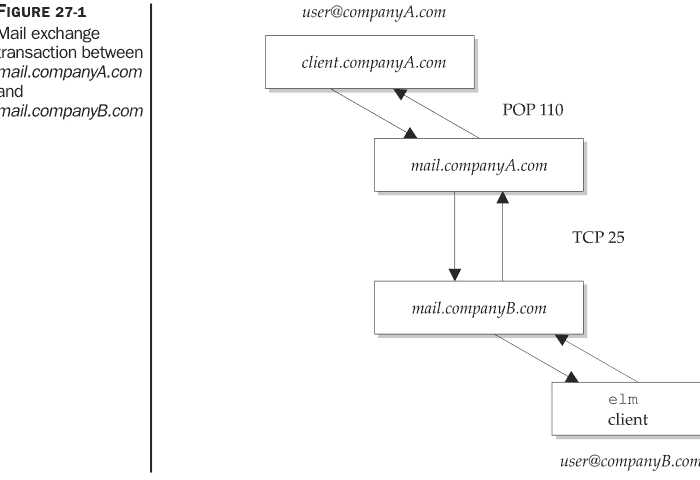 FIGURE 27-1
Mail exchange
transaction between
mail.companyA.com
and
mail.companyB.com
user@companyA.com
client.companyA.com
POP 110
mail.companyA.com
TCP 25
mail.companyB.com
elm
client
user@companyB.com